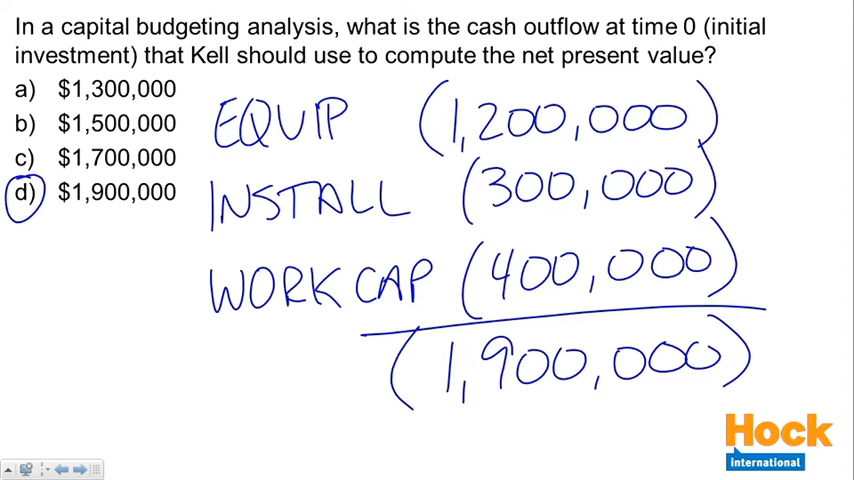 In a capital budgeting analysis, what is the cash outflow at time 0 (initial
investment) that Kell should use to compute the net present value?
a) $1,300,000
b) $1,500,000
c) $1,700,000
d) $1,900,000
EQUIP (1,200,000)
INSTALL (300,000)
WORK CAP (400,000)
(1,900,000)
Hock
international